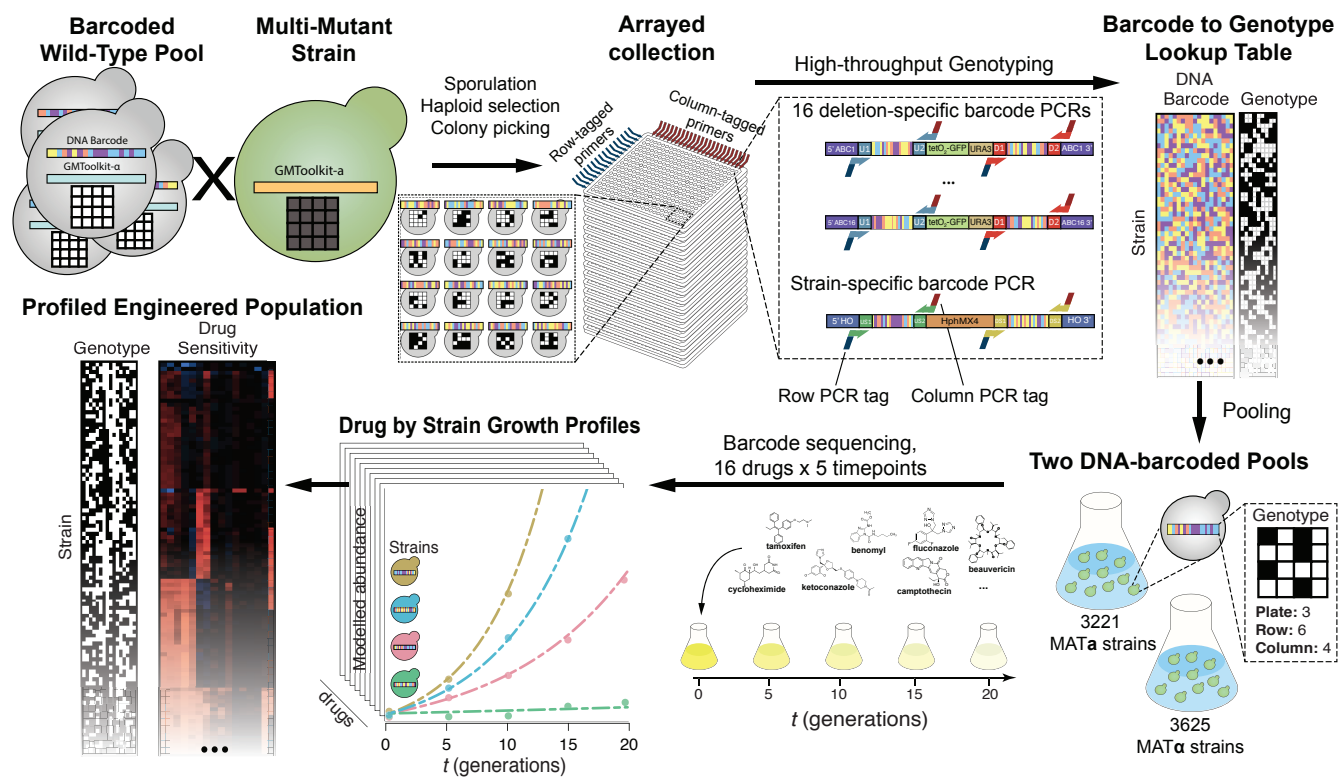 Barcoded
Wild-Type Pool
DNA Barcode
GMToolkit-α
Multi-Mutant
Strain
GMToolkit-a
Sporulation
Haploid selection
Colony picking
Arrayed
collection
Row-tagged
primers
Column-tagged
primers
High-throughput Genotyping
16 deletion-specific barcode PCRs
5' ABC1 U1 U2 tetO₂-GFP URA3 D1 D2 ABC1 3'
...
5' ABC16 U1 U2 tetO₂-GFP URA3 D1 D2 ABC16 3'
Strain-specific barcode PCR
5' HO US1 US2 HphMX4 HO 3'
Row PCR tag
Column PCR tag
Barcode to Genotype
Lookup Table
DNA
Barcode
Genotype
Strain
...
Pooling
Two DNA-barcoded Pools
Genotype
Plate: 3
Row: 6
Column: 4
3221
MATa strains
3625
MATα strains
Barcode sequencing,
16 drugs x 5 timepoints
tamoxifen
benomyl
fluconazole
beauvericin
cycloheximide
ketoconazole
camptothecin
...
0 5 10 15 20
t (generations)
Drug by Strain Growth Profiles
Modelled abundance
Strains
drugs
0 5 10 15 20
t (generations)
Profiled Engineered Population
Genotype
Drug
Sensitivity
Strain
...